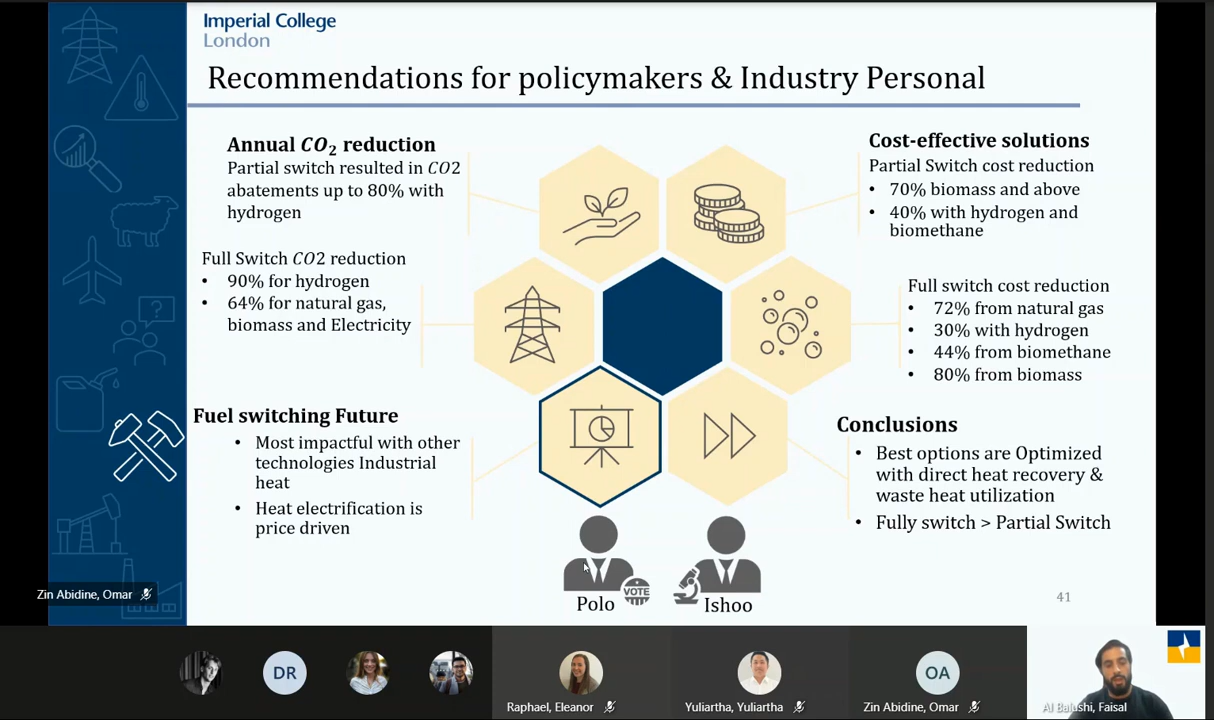 Imperial College
London
Recommendations for policymakers & Industry Personal
Annual CO2 reduction
Partial switch resulted in CO2
abatements up to 80% with
hydrogen
Full Switch CO2 reduction
• 90% for hydrogen
• 64% for natural gas,
biomass and Electricity
Fuel switching Future
• Most impactful with other
technologies Industrial
heat
• Heat electrification is
price driven
Cost-effective solutions
Partial Switch cost reduction
• 70% biomass and above
• 40% with hydrogen and
biomethane
Full switch cost reduction
• 72% from natural gas
• 30% with hydrogen
• 44% from biomethane
• 80% from biomass
Conclusions
• Best options are Optimized
with direct heat recovery &
waste heat utilization
• Fully switch > Partial Switch
VOTE
Polo
Ishoo
41
Zin Abidine, Omar
DR
Raphael, Eleanor
Yuliartha, Yuliartha
OA
Zin Abidine, Omar
Al Balushi, Faisal